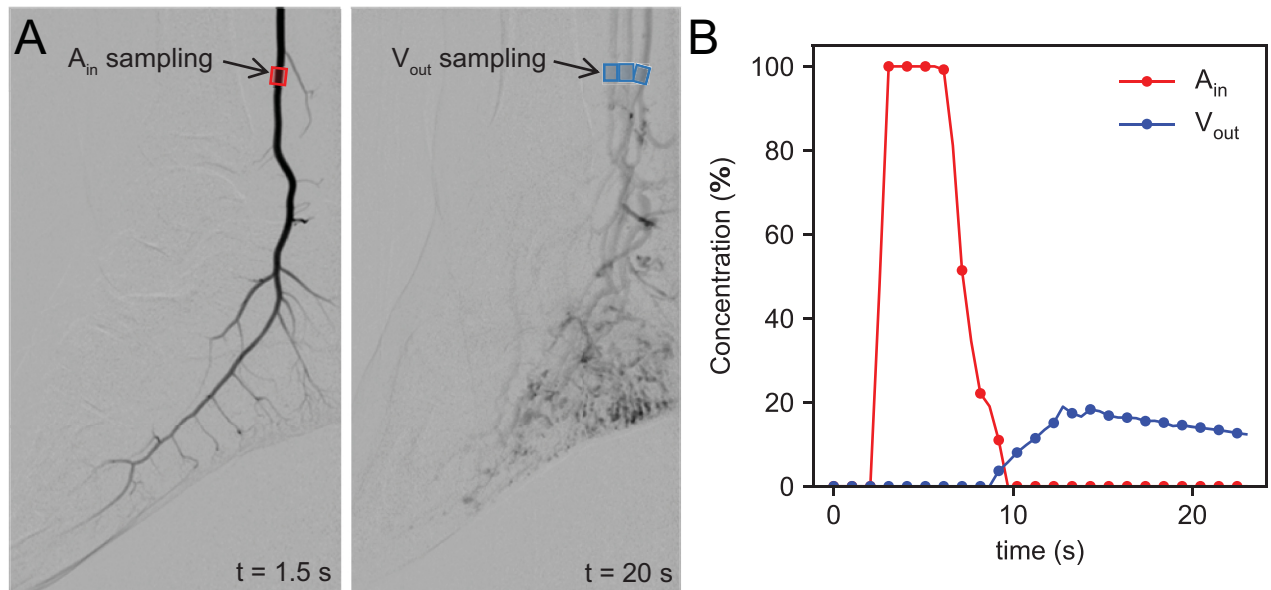 A
A_in sampling
t = 1.5 s
V_out sampling
t = 20 s
B
100
80
60
40
20
0
Concentration (%)
A_in
V_out
0 10 20
time (s)